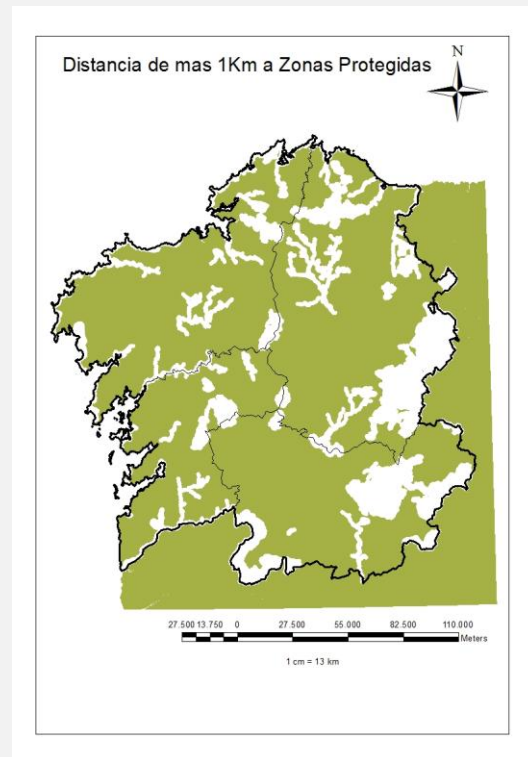 Distancia de mas 1Km a Zonas Protegidas
N
27.500 13.750 0 27.500 55.000 82.500 110.000
Meters
1 cm = 13 km